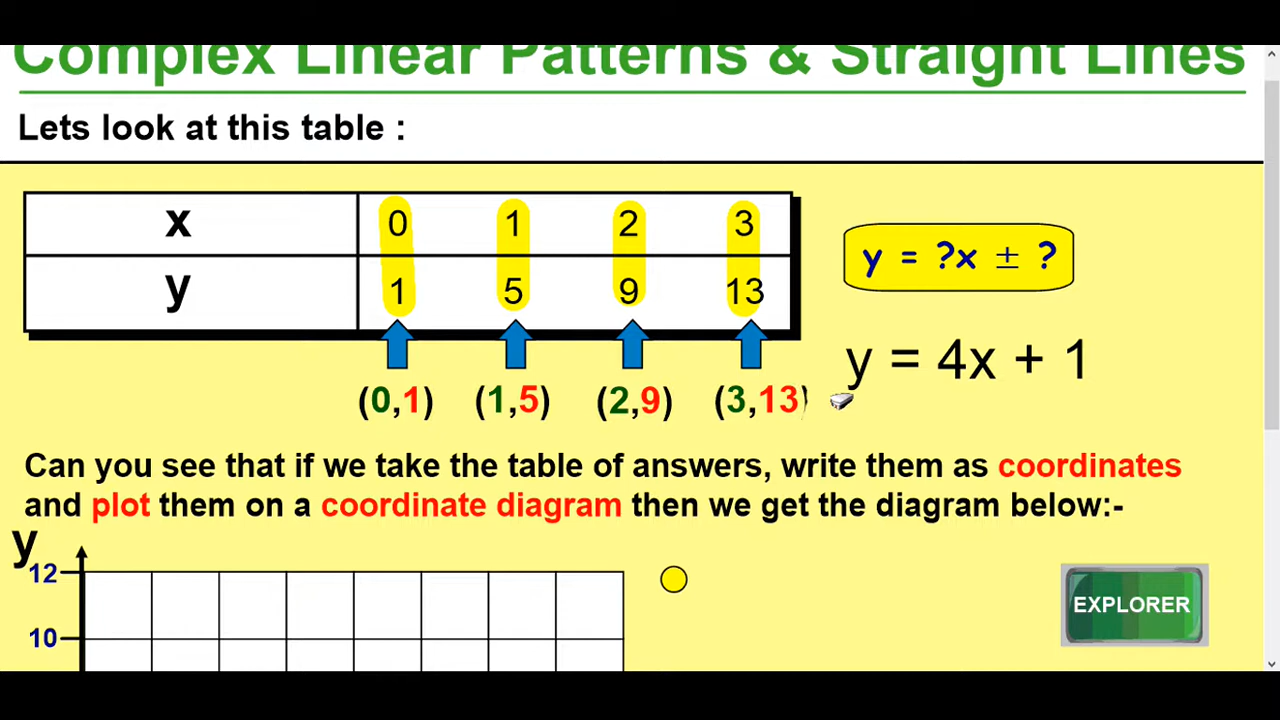 Complex Linear Patterns & Straight Lines
Lets look at this table :
x 0 1 2 3
y 1 5 9 13
y = ?x ± ?
y = 4x + 1
(0,1) (1,5) (2,9) (3,13)
Can you see that if we take the table of answers, write them as coordinates
and plot them on a coordinate diagram then we get the diagram below:-
y
12
10
EXPLORER